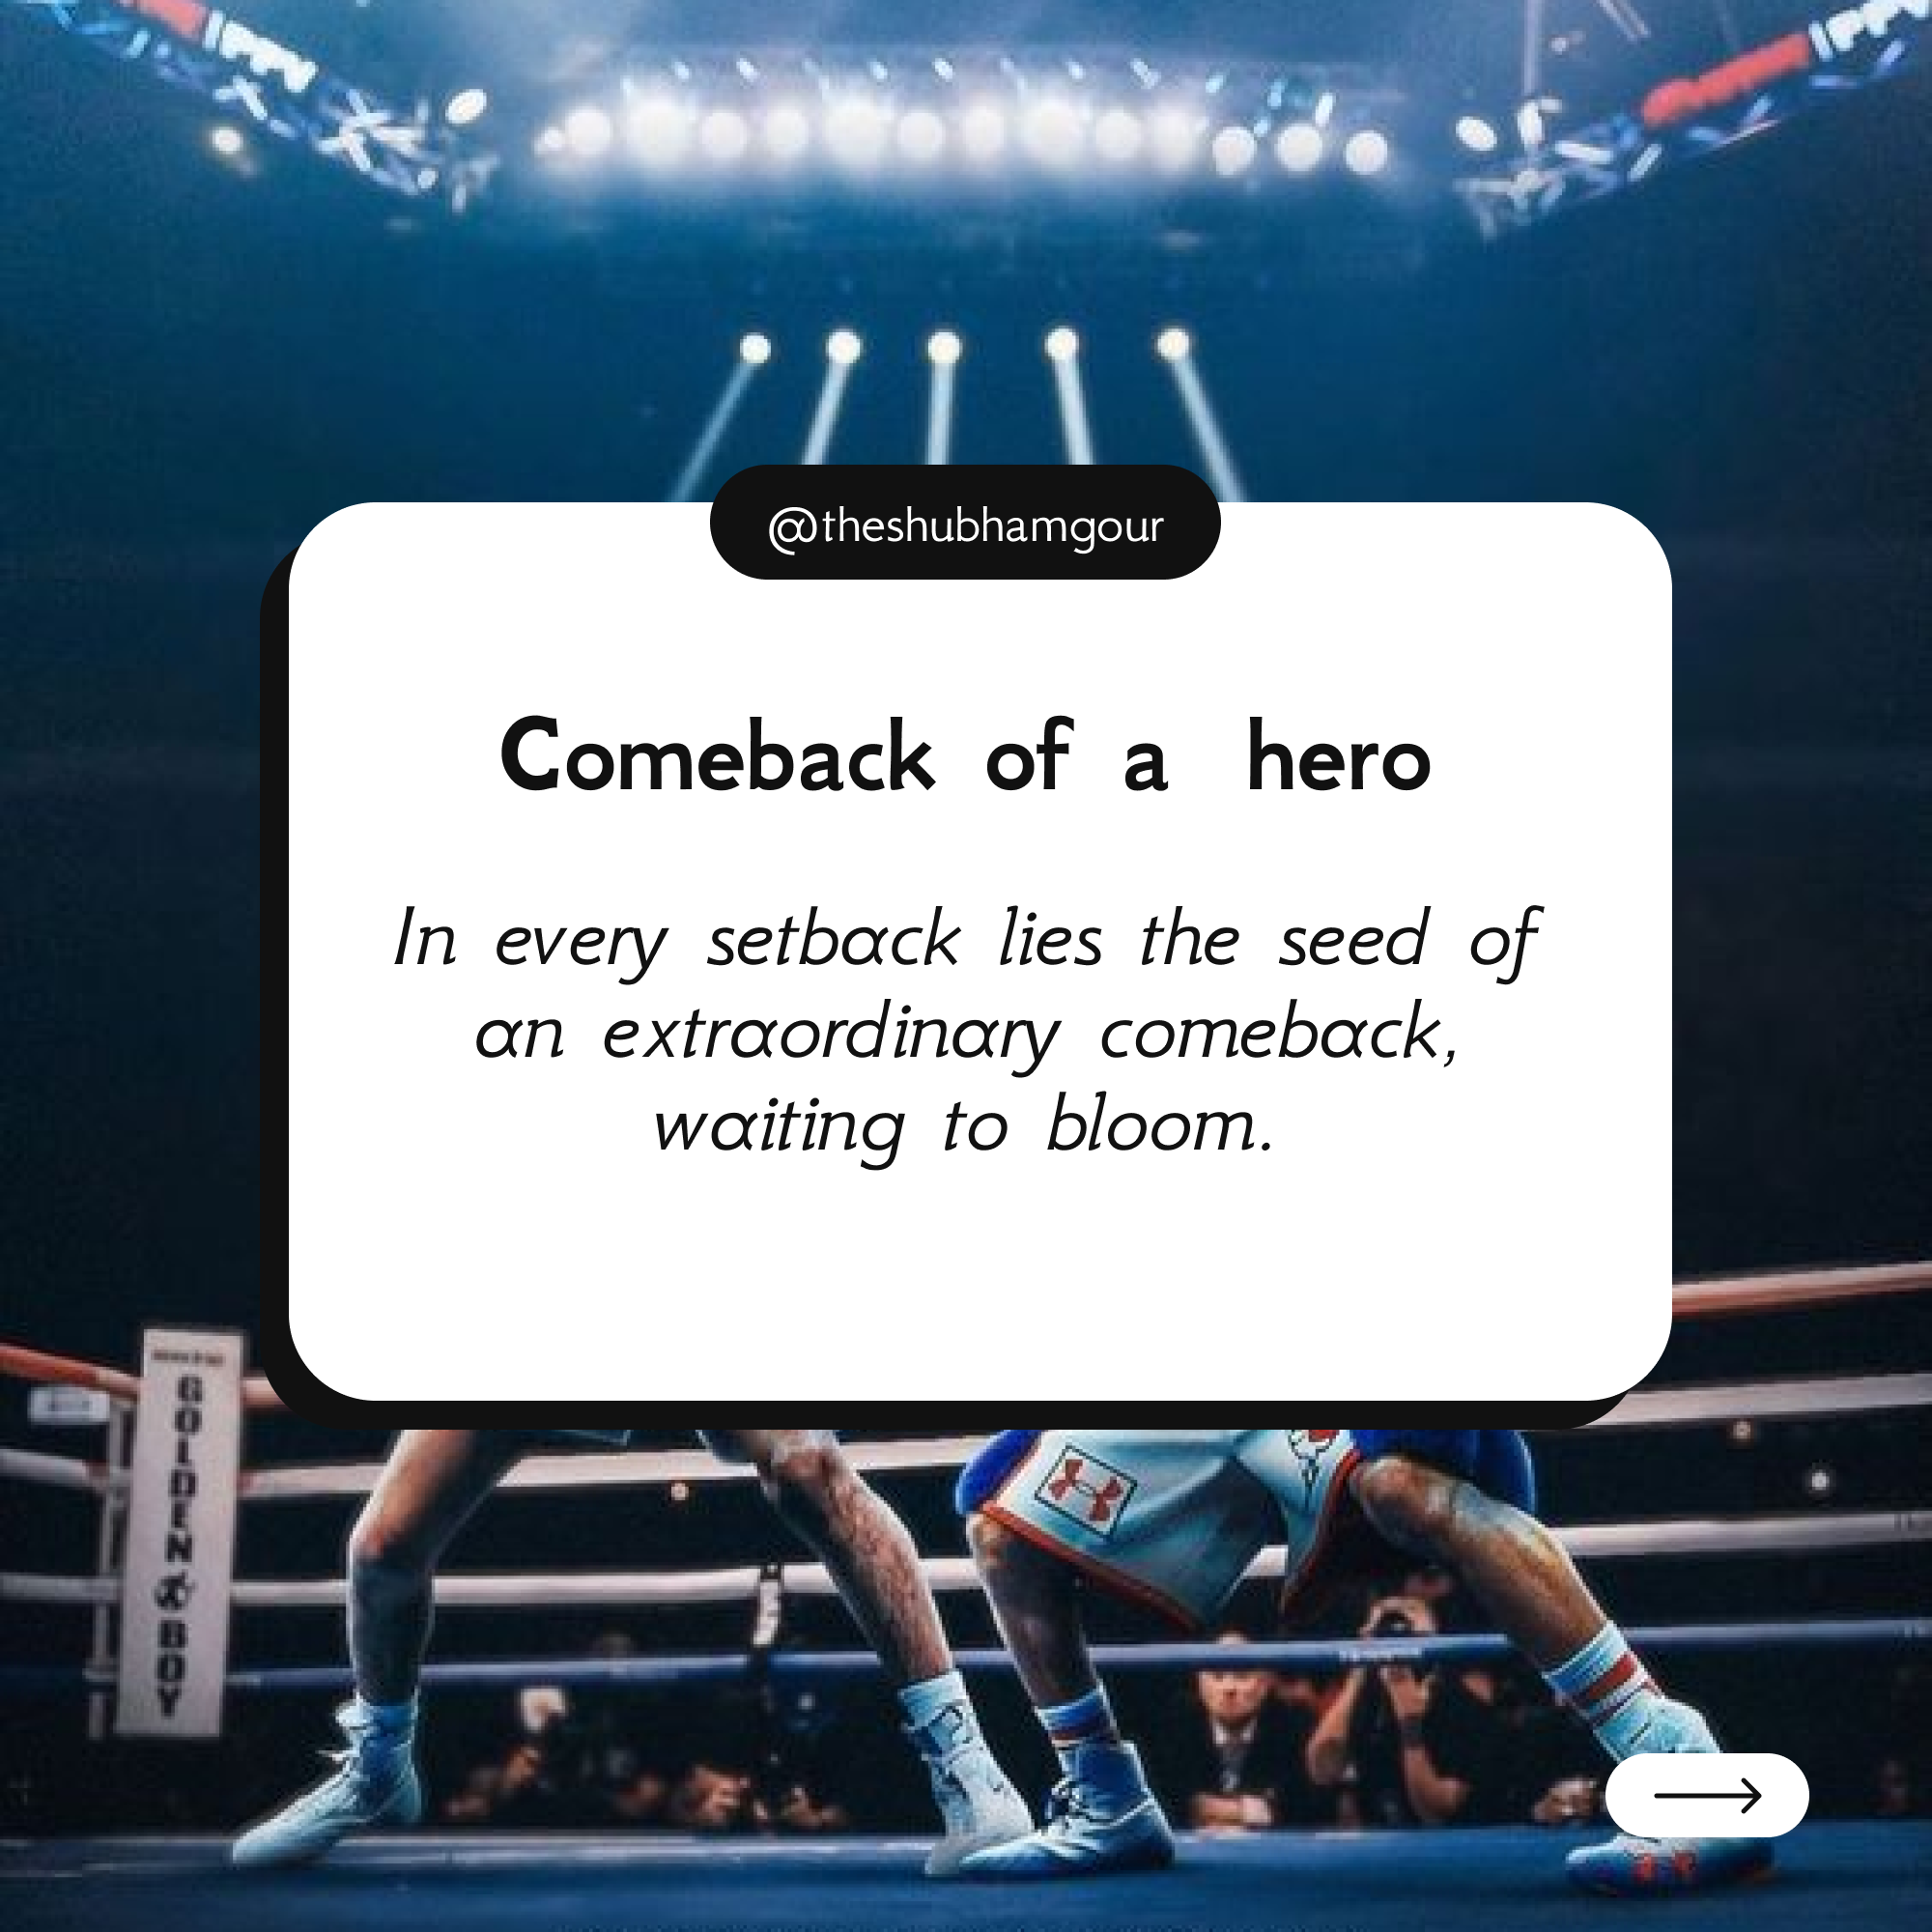 @theshubhamgour
Comeback of a hero
In every setback lies the seed of
an extraordinary comeback,
waiting to bloom.
GOLDEN BOY